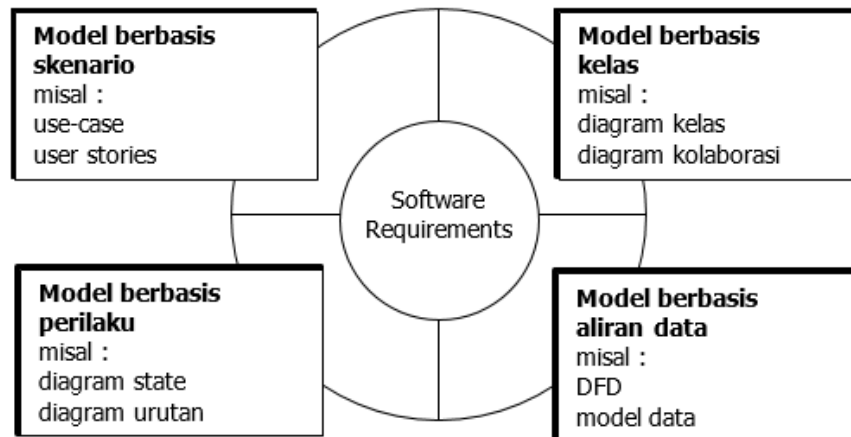 Model berbasis
skenario
misal :
use-case
user stories
Model berbasis
kelas
misal :
diagram kelas
diagram kolaborasi
Software
Requirements
Model berbasis
perilaku
misal :
diagram state
diagram urutan
Model berbasis
aliran data
misal :
DFD
model data